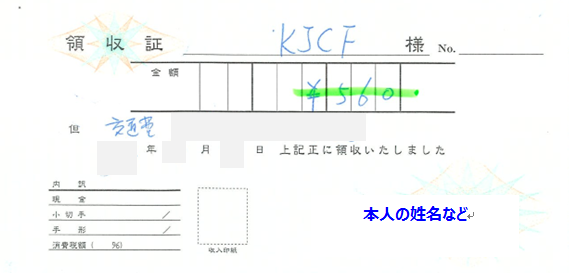 領収証 KJCF 様 No.
金額 ¥560
但 交通費
年 月 日 上記正に領収いたしました
内訳
現金
小切手 /
手形 /
消費税額( %)
収入印紙
本人の姓名など